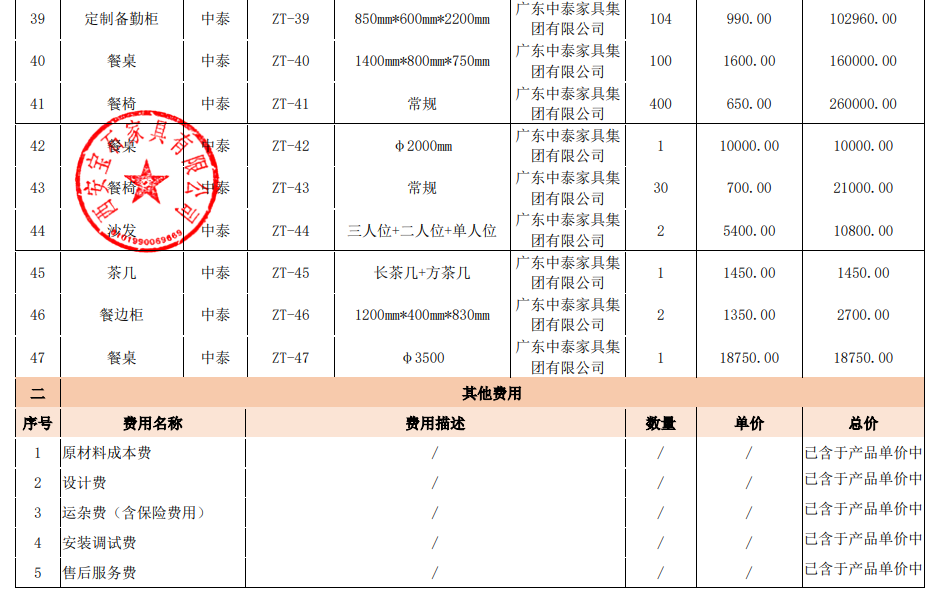 39 定制备勤柜 中泰 ZT-39 850mm*600mm*2200mm 广东中泰家具集团有限公司 104 990.00 102960.00
40 餐桌 中泰 ZT-40 1400mm*800mm*750mm 广东中泰家具集团有限公司 100 1600.00 160000.00
41 餐椅 中泰 ZT-41 常规 广东中泰家具集团有限公司 400 650.00 260000.00
42 餐桌 中泰 ZT-42 φ2000mm 广东中泰家具集团有限公司 1 10000.00 10000.00
43 餐椅 中泰 ZT-43 常规 广东中泰家具集团有限公司 30 700.00 21000.00
44 沙发 中泰 ZT-44 三人位+二人位+单人位 广东中泰家具集团有限公司 2 5400.00 10800.00
45 茶几 中泰 ZT-45 长茶几+方茶几 广东中泰家具集团有限公司 1 1450.00 1450.00
46 餐边柜 中泰 ZT-46 1200mm*400mm*830mm 广东中泰家具集团有限公司 2 1350.00 2700.00
47 餐桌 中泰 ZT-47 φ3500 广东中泰家具集团有限公司 1 18750.00 18750.00
二 其他费用
序号 费用名称 费用描述 数量 单价 总价
1 原材料成本费 / / / 已含于产品单价中
2 设计费 / / / 已含于产品单价中
3 运杂费（含保险费用） / / / 已含于产品单价中
4 安装调试费 / / / 已含于产品单价中
5 售后服务费 / / / 已含于产品单价中